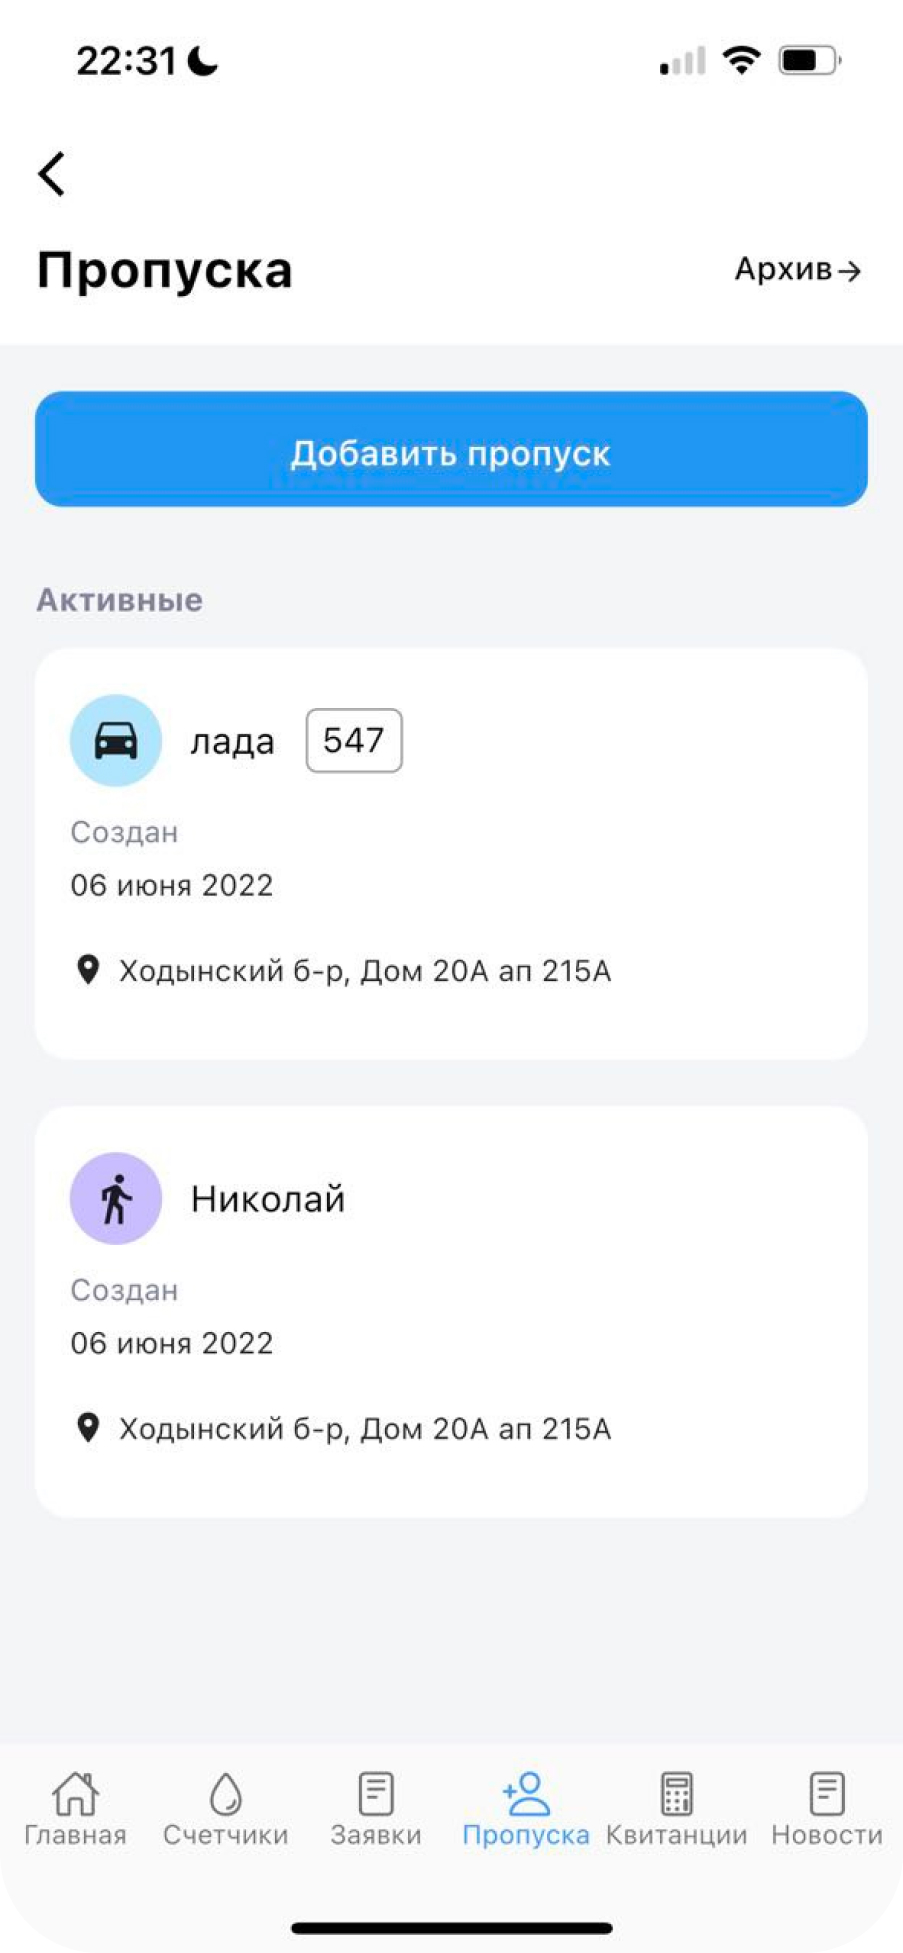 22:31
Пропуска
Архив→
Добавить пропуск
Активные
лада 547
Создан
06 июня 2022
Ходынский б-р, Дом 20А ап 215А
Николай
Создан
06 июня 2022
Ходынский б-р, Дом 20А ап 215А
Главная Счетчики Заявки Пропуска Квитанции Новости